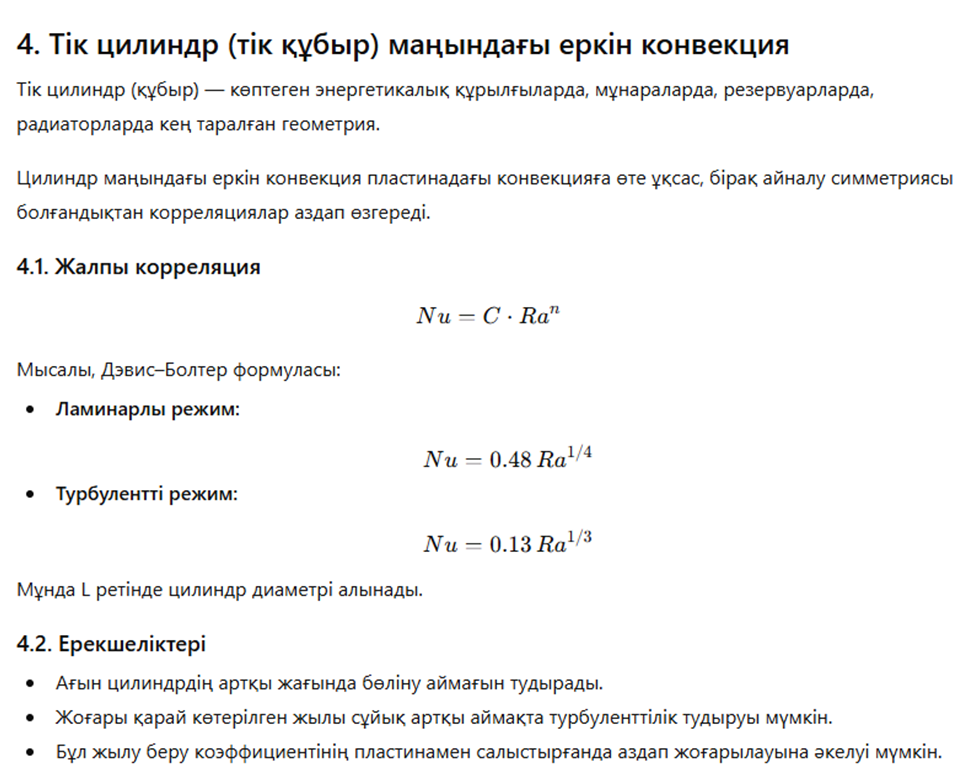 4. Тік цилиндр (тік құбыр) маңындағы еркін конвекция
Тік цилиндр (құбыр) — көптеген энергетикалық құрылғыларда, мұнараларда, резервуарларда,
радиаторларда кең таралған геометрия.
Цилиндр маңындағы еркін конвекция пластинадағы конвекцияға өте ұқсас, бірақ айналу симметриясы
болғандықтан корреляциялар аздап өзгереді.
4.1. Жалпы корреляция
Nu = C · Ra^n
Мысалы, Дэвис–Болтер формуласы:
• Ламинарлы режим:
Nu = 0.48 Ra^{1/4}
• Турбулентті режим:
Nu = 0.13 Ra^{1/3}
Мұнда L ретінде цилиндр диаметрі алынады.
4.2. Ерекшеліктері
• Ағын цилиндрдің артқы жағында бөліну аймағын тудырады.
• Жоғары қарай көтерілген жылы сұйық артқы аймақта турбуленттілік тудыруы мүмкін.
• Бұл жылу беру коэффициентінің пластинамен салыстырғанда аздап жоғарылауына әкелуі мүмкін.